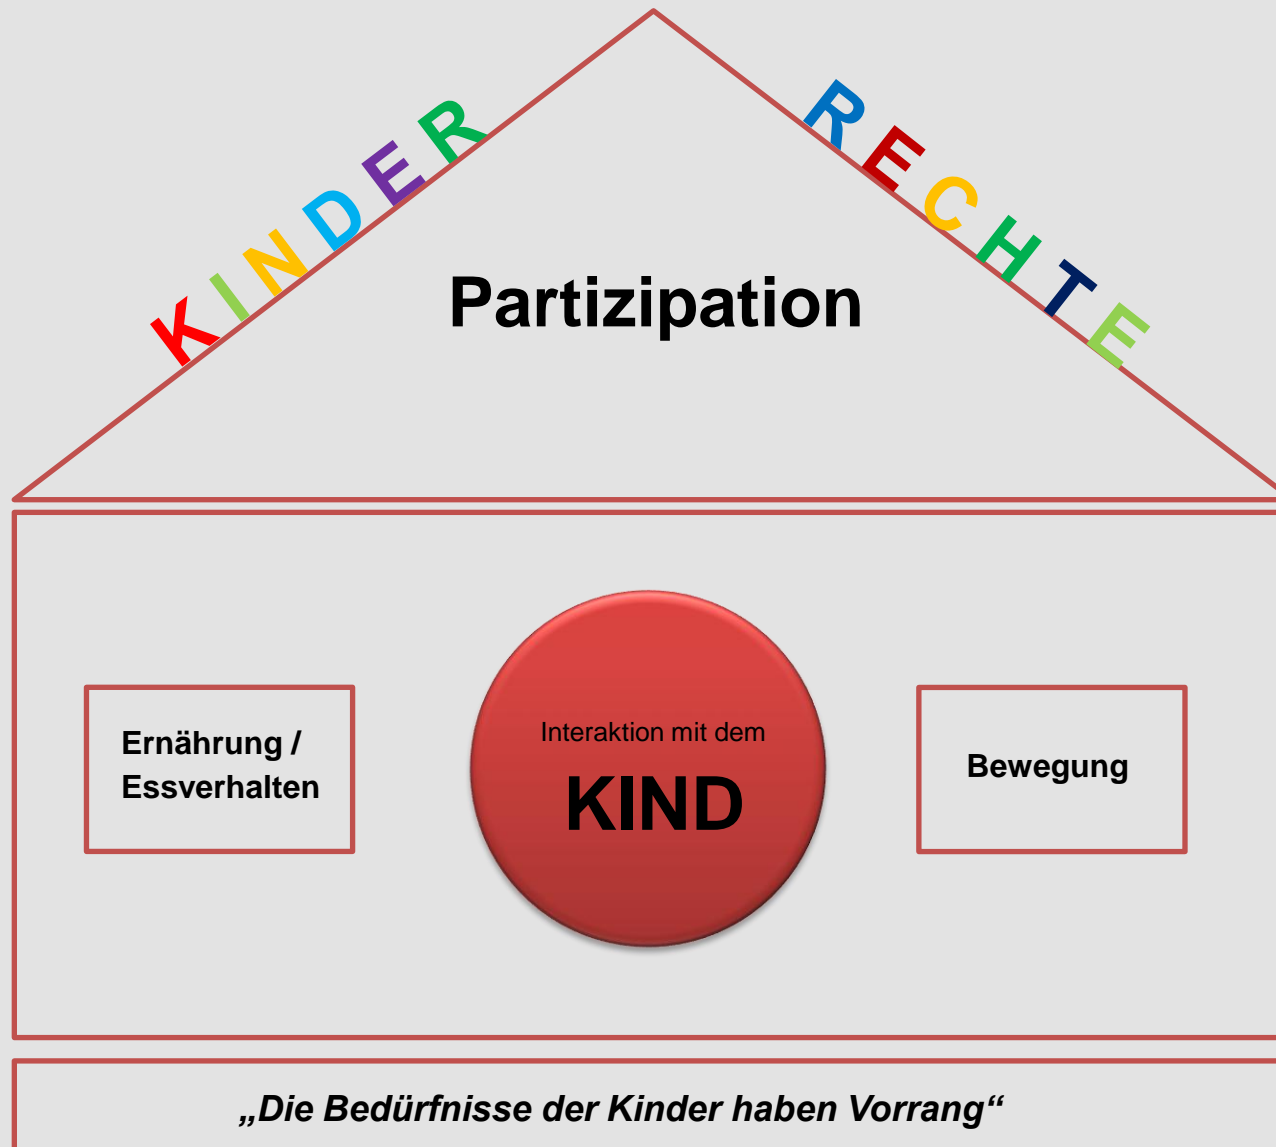 KINDER
RECHTE
Partizipation
Ernährung /
Essverhalten
Interaktion mit dem
KIND
Bewegung
„Die Bedürfnisse der Kinder haben Vorrang“